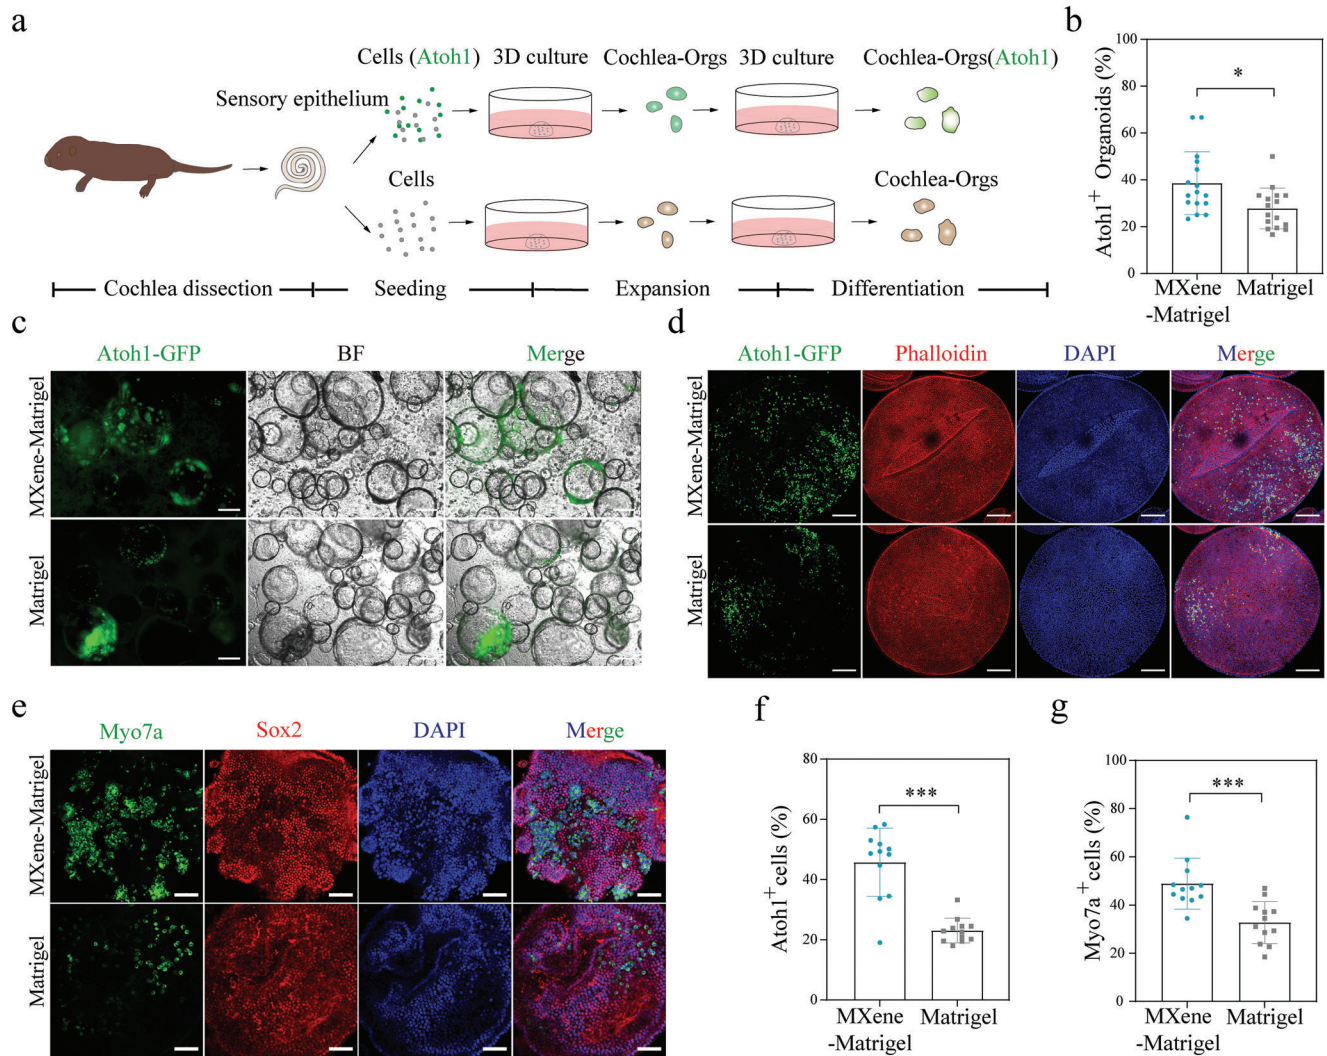 a
Cells (Atoh1)
3D culture
Cochlea-Orgs
3D culture
Cochlea-Orgs(Atoh1)
Sensory epithelium
Cells
Cochlea-Orgs
Cochlea dissection
Seeding
Expansion
Differentiation
b
Atoh1+ Organoids (%)
100
80
60
40
20
0
*
MXene
-Matrigel
Matrigel
c
Atoh1-GFP
BF
Merge
MXene-Matrigel
Matrigel
d
Atoh1-GFP
Phalloidin
DAPI
Merge
MXene-Matrigel
Matrigel
e
Myo7a
Sox2
DAPI
Merge
MXene-Matrigel
Matrigel
f
Atoh1+ cells (%)
80
60
40
20
0
***
MXene
-Matrigel
Matrigel
g
Myo7a+ cells (%)
100
80
60
40
20
0
***
MXene
-Matrigel
Matrigel